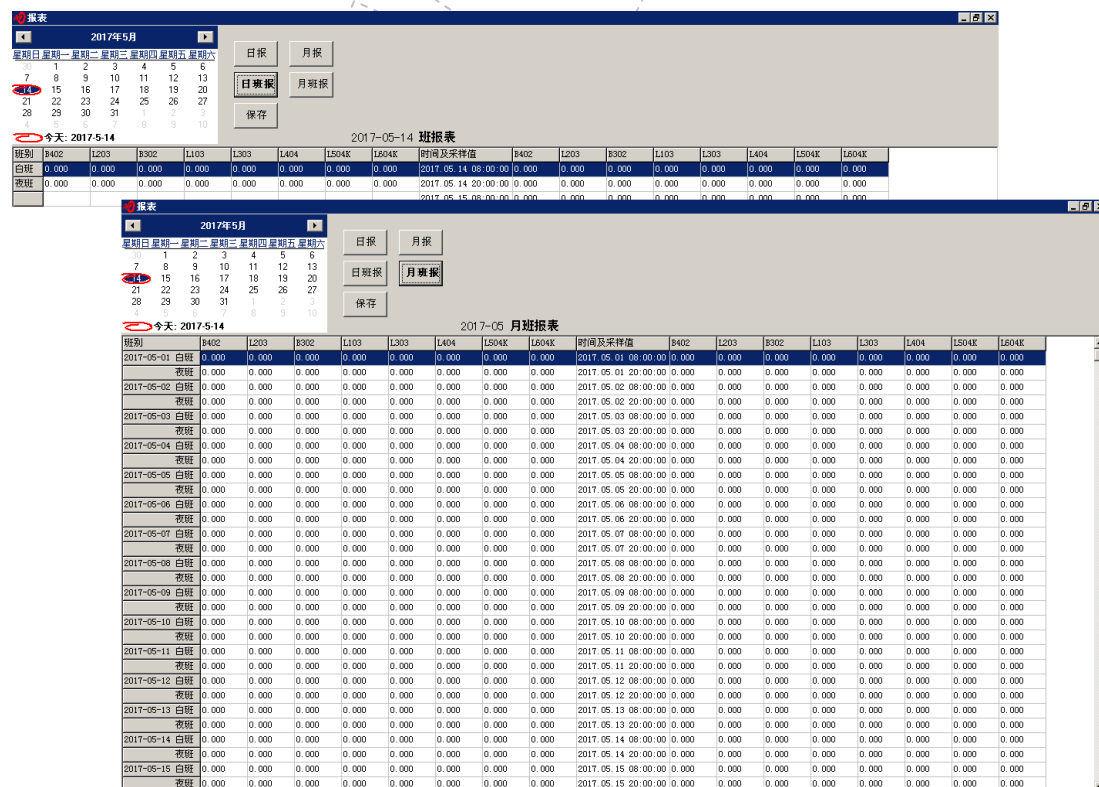 报表
2017年5月
星期日 星期一 星期二 星期三 星期四 星期五 星期六
30 1 2 3 4 5 6
7 8 9 10 11 12 13
14 15 16 17 18 19 20
21 22 23 24 25 26 27
28 29 30 31 1 2 3
4 5 6 7 8 9 10
今天: 2017-5-14
日报 月报
日班报 月班报
保存
2017-05-14 班报表
班别 B402 L203 B302 L103 L303 L404 L504K L604K 时间及采样值 B402 L203 B302 L103 L303 L404 L504K L604K
白班 0.000 0.000 0.000 0.000 0.000 0.000 0.000 0.000 2017.05.14 08:00:00 0.000 0.000 0.000 0.000 0.000 0.000 0.000 0.000
夜班 0.000 0.000 0.000 0.000 0.000 0.000 0.000 0.000 2017.05.14 20:00:00 0.000 0.000 0.000 0.000 0.000 0.000 0.000 0.000
2017.05.15 08:00:00 0.000 0.000 0.000 0.000 0.000 0.000 0.000 0.000
报表
2017年5月
星期日 星期一 星期二 星期三 星期四 星期五 星期六
30 1 2 3 4 5 6
7 8 9 10 11 12 13
14 15 16 17 18 19 20
21 22 23 24 25 26 27
28 29 30 31 1 2 3
4 5 6 7 8 9 10
今天: 2017-5-14
日报 月报
日班报 月班报
保存
2017-05 月班报表
班别 B402 L203 B302 L103 L303 L404 L504K L604K 时间及采样值 B402 L203 B302 L103 L303 L404 L504K L604K
2017-05-01 白班 0.000 0.000 0.000 0.000 0.000 0.000 0.000 0.000 2017.05.01 08:00:00 0.000 0.000 0.000 0.000 0.000 0.000 0.000 0.000
夜班 0.000 0.000 0.000 0.000 0.000 0.000 0.000 0.000 2017.05.01 20:00:00 0.000 0.000 0.000 0.000 0.000 0.000 0.000 0.000
2017-05-02 白班 0.000 0.000 0.000 0.000 0.000 0.000 0.000 0.000 2017.05.02 08:00:00 0.000 0.000 0.000 0.000 0.000 0.000 0.000 0.000
夜班 0.000 0.000 0.000 0.000 0.000 0.000 0.000 0.000 2017.05.02 20:00:00 0.000 0.000 0.000 0.000 0.000 0.000 0.000 0.000
2017-05-03 白班 0.000 0.000 0.000 0.000 0.000 0.000 0.000 0.000 2017.05.03 08:00:00 0.000 0.000 0.000 0.000 0.000 0.000 0.000 0.000
夜班 0.000 0.000 0.000 0.000 0.000 0.000 0.000 0.000 2017.05.03 20:00:00 0.000 0.000 0.000 0.000 0.000 0.000 0.000 0.000
2017-05-04 白班 0.000 0.000 0.000 0.000 0.000 0.000 0.000 0.000 2017.05.04 08:00:00 0.000 0.000 0.000 0.000 0.000 0.000 0.000 0.000
夜班 0.000 0.000 0.000 0.000 0.000 0.000 0.000 0.000 2017.05.04 20:00:00 0.000 0.000 0.000 0.000 0.000 0.000 0.000 0.000
2017-05-05 白班 0.000 0.000 0.000 0.000 0.000 0.000 0.000 0.000 2017.05.05 08:00:00 0.000 0.000 0.000 0.000 0.000 0.000 0.000 0.000
夜班 0.000 0.000 0.000 0.000 0.000 0.000 0.000 0.000 2017.05.05 20:00:00 0.000 0.000 0.000 0.000 0.000 0.000 0.000 0.000
2017-05-06 白班 0.000 0.000 0.000 0.000 0.000 0.000 0.000 0.000 2017.05.06 08:00:00 0.000 0.000 0.000 0.000 0.000 0.000 0.000 0.000
夜班 0.000 0.000 0.000 0.000 0.000 0.000 0.000 0.000 2017.05.06 20:00:00 0.000 0.000 0.000 0.000 0.000 0.000 0.000 0.000
2017-05-07 白班 0.000 0.000 0.000 0.000 0.000 0.000 0.000 0.000 2017.05.07 08:00:00 0.000 0.000 0.000 0.000 0.000 0.000 0.000 0.000
夜班 0.000 0.000 0.000 0.000 0.000 0.000 0.000 0.000 2017.05.07 20:00:00 0.000 0.000 0.000 0.000 0.000 0.000 0.000 0.000
2017-05-08 白班 0.000 0.000 0.000 0.000 0.000 0.000 0.000 0.000 2017.05.08 08:00:00 0.000 0.000 0.000 0.000 0.000 0.000 0.000 0.000
夜班 0.000 0.000 0.000 0.000 0.000 0.000 0.000 0.000 2017.05.08 20:00:00 0.000 0.000 0.000 0.000 0.000 0.000 0.000 0.000
2017-05-09 白班 0.000 0.000 0.000 0.000 0.000 0.000 0.000 0.000 2017.05.09 08:00:00 0.000 0.000 0.000 0.000 0.000 0.000 0.000 0.000
夜班 0.000 0.000 0.000 0.000 0.000 0.000 0.000 0.000 2017.05.09 20:00:00 0.000 0.000 0.000 0.000 0.000 0.000 0.000 0.000
2017-05-10 白班 0.000 0.000 0.000 0.000 0.000 0.000 0.000 0.000 2017.05.10 08:00:00 0.000 0.000 0.000 0.000 0.000 0.000 0.000 0.000
夜班 0.000 0.000 0.000 0.000 0.000 0.000 0.000 0.000 2017.05.10 20:00:00 0.000 0.000 0.000 0.000 0.000 0.000 0.000 0.000
2017-05-11 白班 0.000 0.000 0.000 0.000 0.000 0.000 0.000 0.000 2017.05.11 08:00:00 0.000 0.000 0.000 0.000 0.000 0.000 0.000 0.000
夜班 0.000 0.000 0.000 0.000 0.000 0.000 0.000 0.000 2017.05.11 20:00:00 0.000 0.000 0.000 0.000 0.000 0.000 0.000 0.000
2017-05-12 白班 0.000 0.000 0.000 0.000 0.000 0.000 0.000 0.000 2017.05.12 08:00:00 0.000 0.000 0.000 0.000 0.000 0.000 0.000 0.000
夜班 0.000 0.000 0.000 0.000 0.000 0.000 0.000 0.000 2017.05.12 20:00:00 0.000 0.000 0.000 0.000 0.000 0.000 0.000 0.000
2017-05-13 白班 0.000 0.000 0.000 0.000 0.000 0.000 0.000 0.000 2017.05.13 08:00:00 0.000 0.000 0.000 0.000 0.000 0.000 0.000 0.000
夜班 0.000 0.000 0.000 0.000 0.000 0.000 0.000 0.000 2017.05.13 20:00:00 0.000 0.000 0.000 0.000 0.000 0.000 0.000 0.000
2017-05-14 白班 0.000 0.000 0.000 0.000 0.000 0.000 0.000 0.000 2017.05.14 08:00:00 0.000 0.000 0.000 0.000 0.000 0.000 0.000 0.000
夜班 0.000 0.000 0.000 0.000 0.000 0.000 0.000 0.000 2017.05.14 20:00:00 0.000 0.000 0.000 0.000 0.000 0.000 0.000 0.000
2017-05-15 白班 0.000 0.000 0.000 0.000 0.000 0.000 0.000 0.000 2017.05.15 08:00:00 0.000 0.000 0.000 0.000 0.000 0.000 0.000 0.000
夜班 0.000 0.000 0.000 0.000 0.000 0.000 0.000 0.000 2017.05.15 20:00:00 0.000 0.000 0.000 0.000 0.000 0.000 0.000 0.000